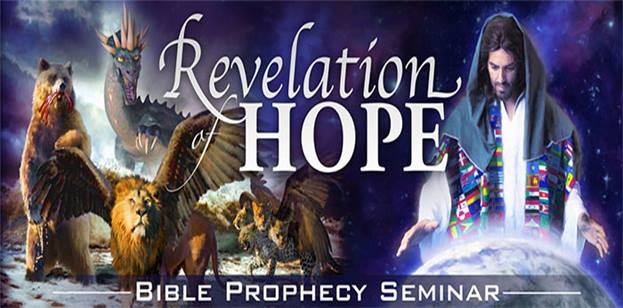 Revelation
of HOPE
BIBLE PROPHECY SEMINAR